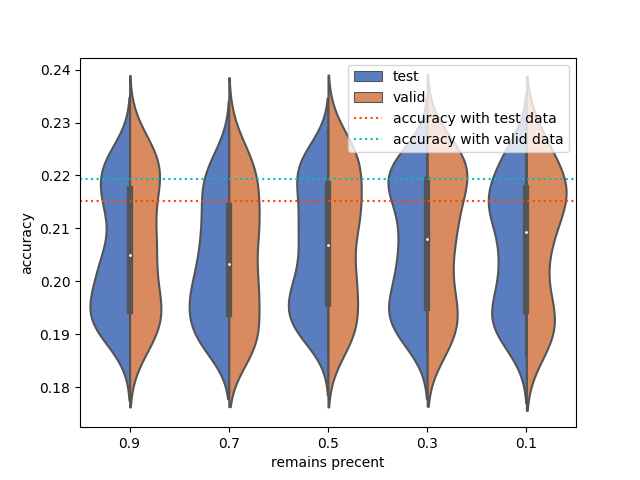 0.24
0.23
0.22
0.21
0.20
0.19
0.18
accuracy
test
valid
accuracy with test data
accuracy with valid data
0.9 0.7 0.5 0.3 0.1
remains precent